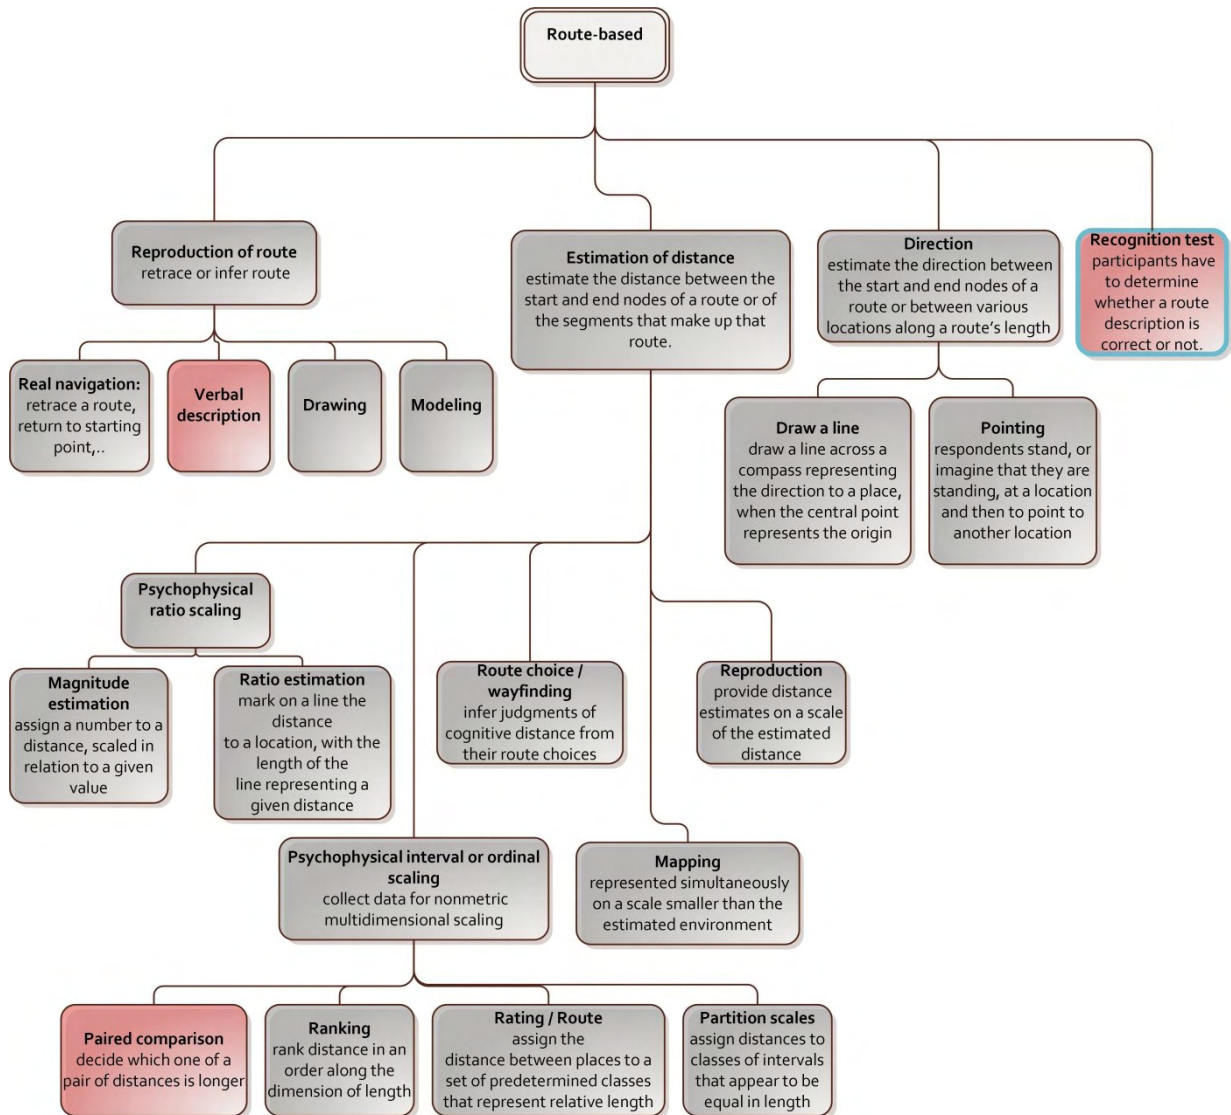 Route-based
Reproduction of route
retrace or infer route
Estimation of distance
estimate the distance between the
start and end nodes of a route or of
the segments that make up that
route.
Direction
estimate the direction between
the start and end nodes of a
route or between various
locations along a route's length
Recognition test
participants have
to determine
whether a route
description is
correct or not.
Real navigation:
retrace a route,
return to starting
point,..
Verbal
description
Drawing
Modeling
Draw a line
draw a line across a
compass representing
the direction to a place,
when the central point
represents the origin
Pointing
respondents stand, or
imagine that they are
standing, at a location
and then to point to
another location
Psychophysical
ratio scaling
Magnitude
estimation
assign a number to a
distance, scaled in
relation to a given
value
Ratio estimation
mark on a line the
distance
to a location, with the
length of the
line representing a
given distance
Route choice /
wayfinding
infer judgments of
cognitive distance from
their route choices
Reproduction
provide distance
estimates on a scale
of the estimated
distance
Psychophysical interval or ordinal
scaling
collect data for nonmetric
multidimensional scaling
Mapping
represented simultaneously
on a scale smaller than the
estimated environment
Paired comparison
decide which one of a
pair of distances is longer
Ranking
rank distance in an
order along the
dimension of length
Rating / Route
assign the
distance between places to a
set of predetermined classes
that represent relative length
Partition scales
assign distances to
classes of intervals
that appear to be
equal in length